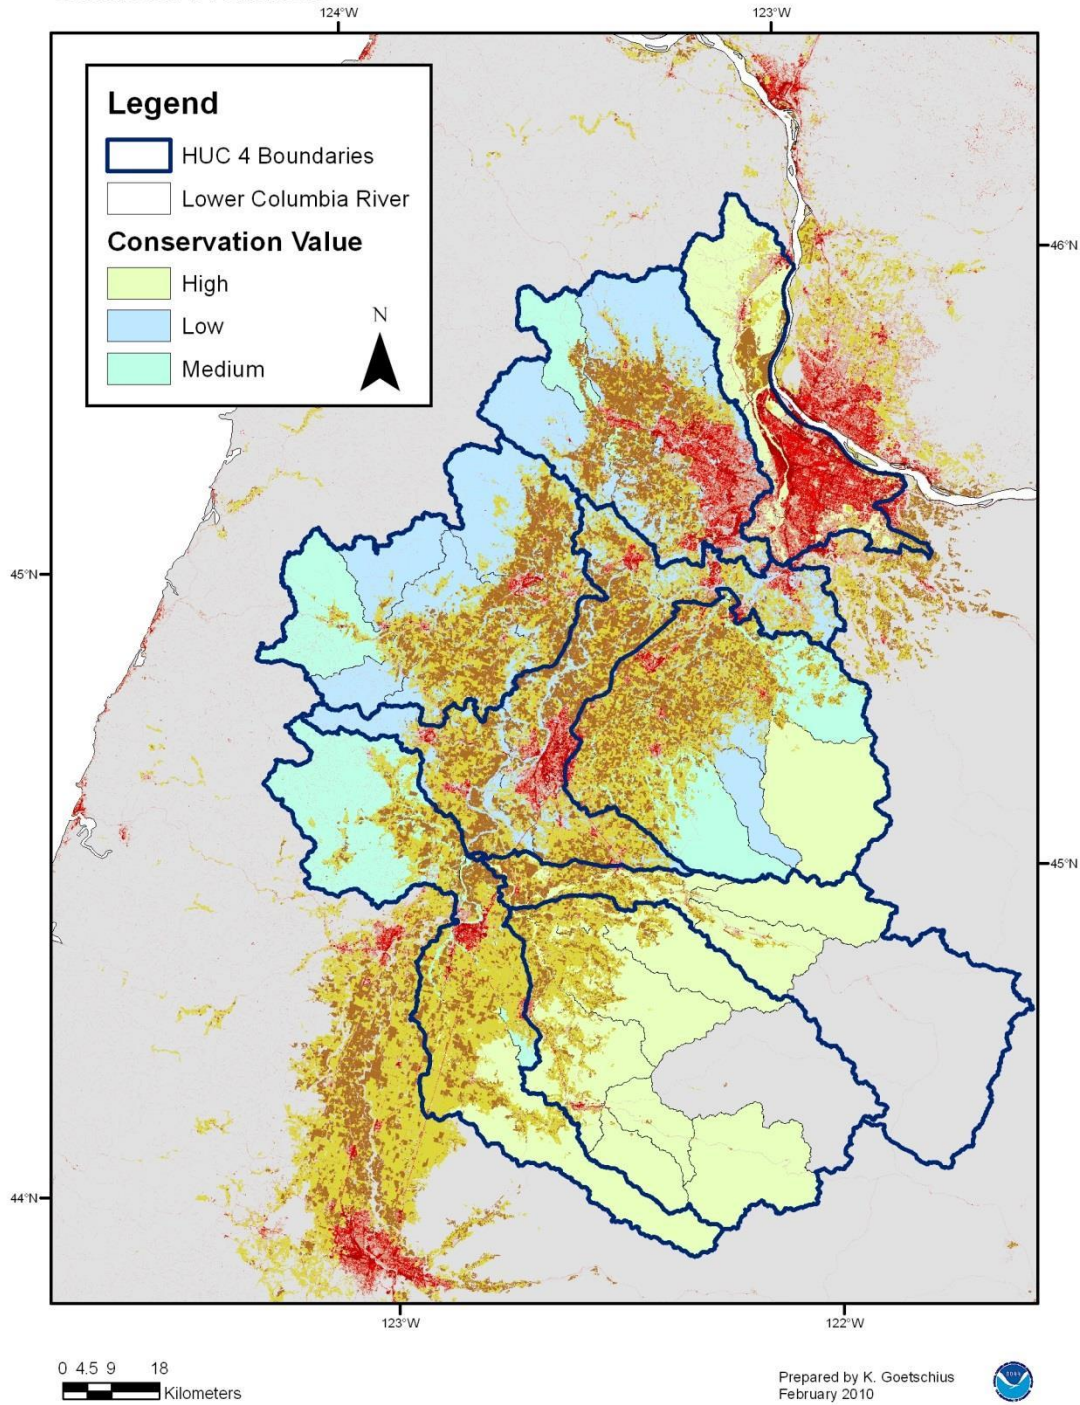 124°W
123°W
Legend
HUC 4 Boundaries
Lower Columbia River
Conservation Value
High
Low
Medium
N
46°N
45°N
45°N
44°N
123°W
122°W
0 4.5 9 18
Kilometers
Prepared by K. Goetschius
February 2010